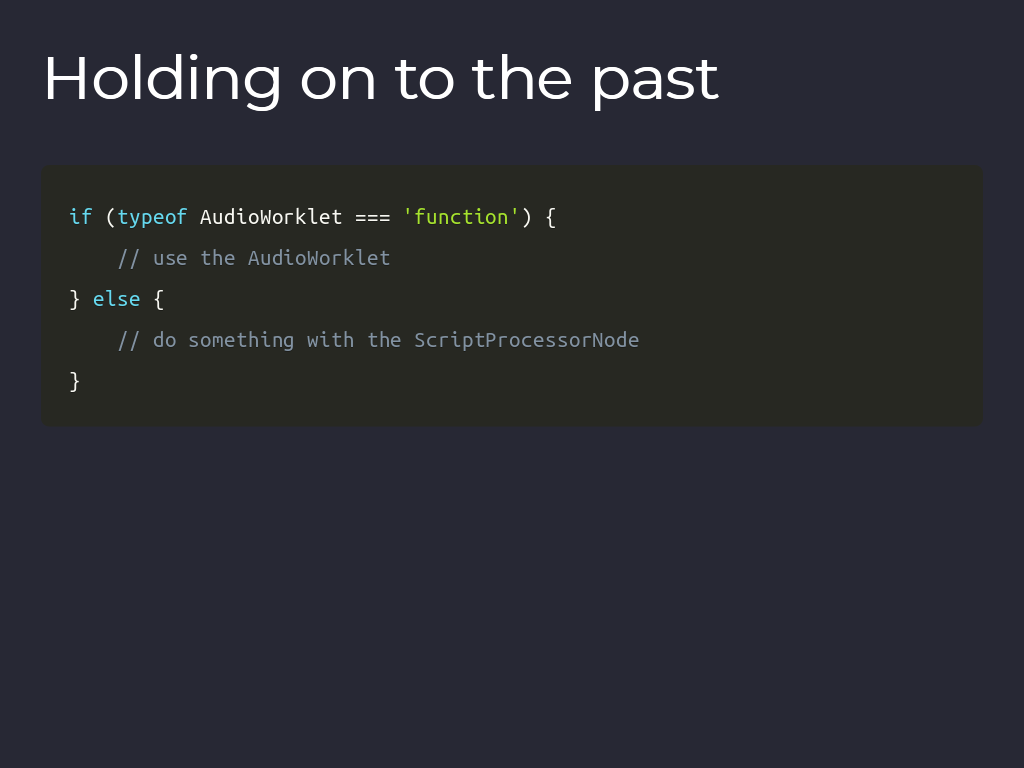 Holding on to the past
if (typeof AudioWorklet === 'function') {
    // use the AudioWorklet
} else {
    // do something with the ScriptProcessorNode
}